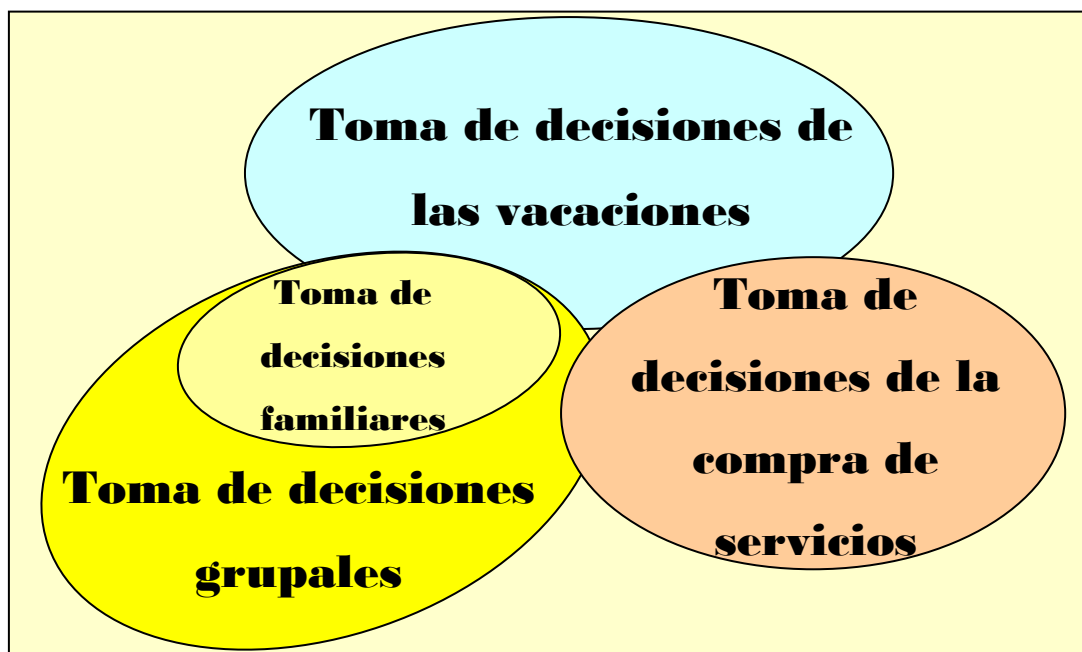 Toma de decisiones de
las vacaciones
Toma de
decisiones
familiares
Toma de decisiones
grupales
Toma de
decisiones de la
compra de
servicios